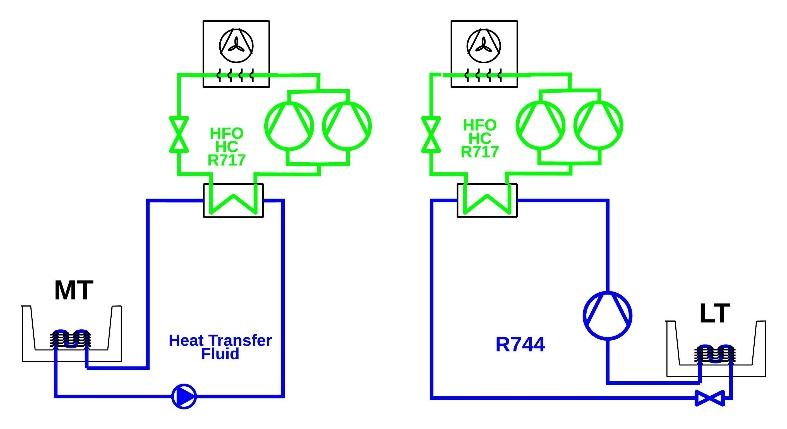 HFO
HC
R717
HFO
HC
R717
MT
Heat Transfer
Fluid
R744
LT